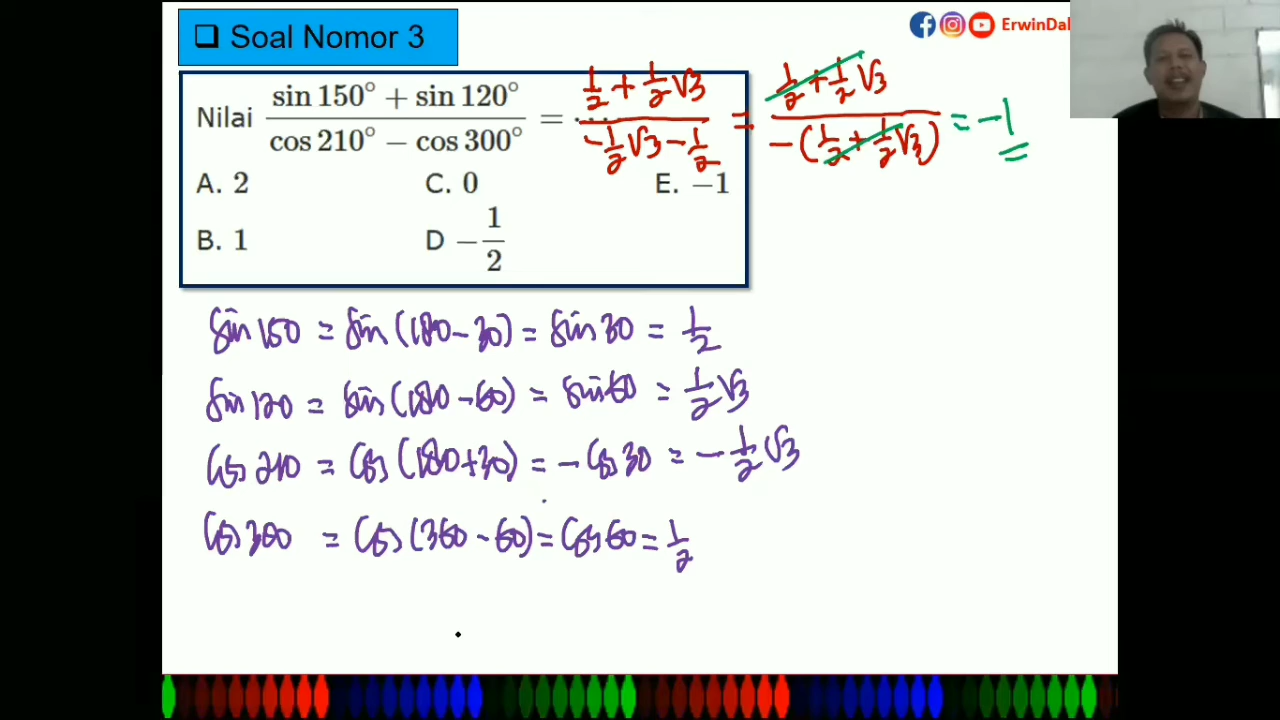 ❑ Soal Nomor 3
ErwinDal
Nilai (sin 150° + sin 120°)/(cos 210° − cos 300°) = ... (1/2 + 1/2 √3)/(−1/2 √3 − 1/2) = (1/2 + 1/2 √3)/(−(1/2 + 1/2 √3)) = −1
A. 2 C. 0 E. −1
B. 1 D −1/2
Sin 150 = Sin (180 − 30) = Sin 30 = 1/2
Sin 120 = Sin (180 − 60) = Sin 60 = 1/2 √3
Cos 210 = Cos (180 + 30) = − Cos 30 = − 1/2 √3
Cos 300 = Cos (360 − 60) = Cos 60 = 1/2